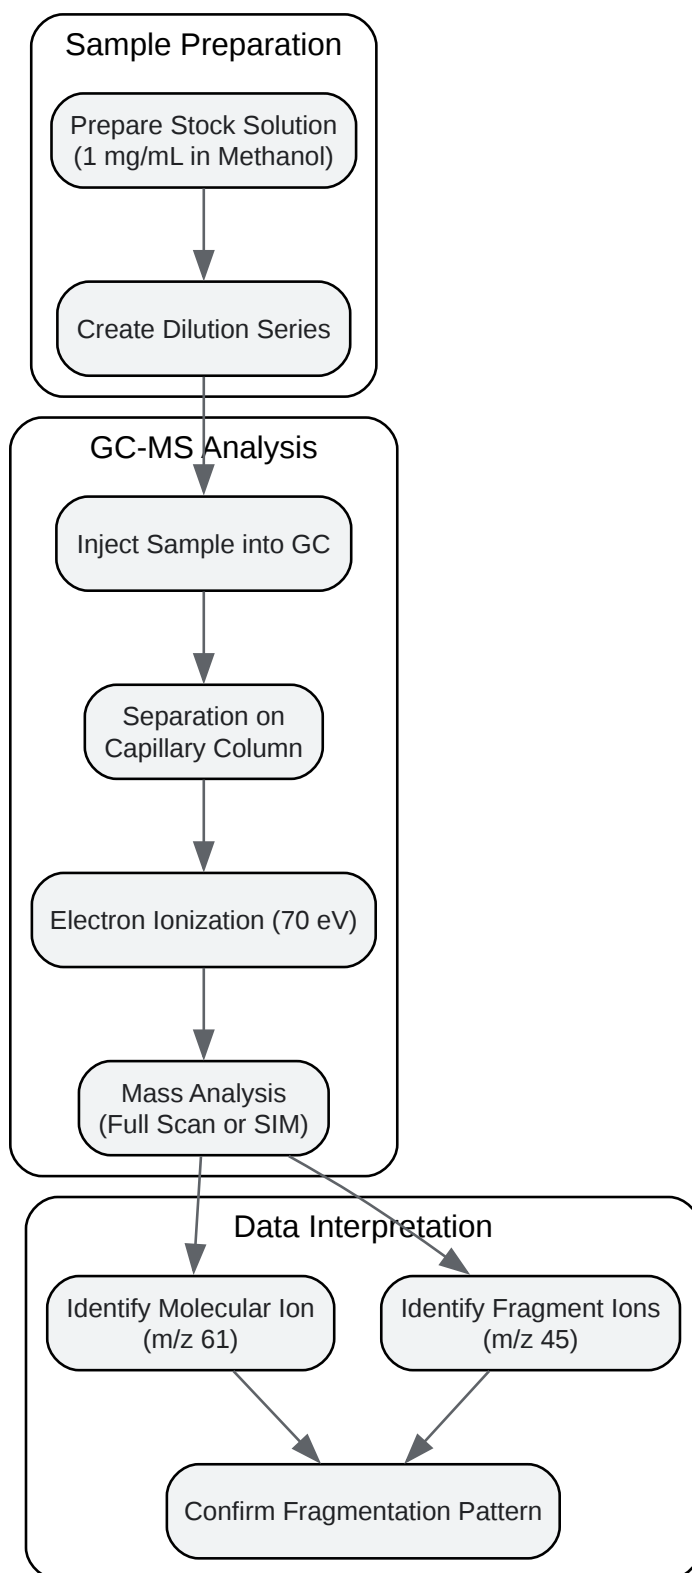 Sample Preparation
Prepare Stock Solution
(1 mg/mL in Methanol)
Create Dilution Series
GC-MS Analysis
Inject Sample into GC
Separation on
Capillary Column
Electron Ionization (70 eV)
Mass Analysis
(Full Scan or SIM)
Data Interpretation
Identify Molecular Ion
(m/z 61)
Identify Fragment Ions
(m/z 45)
Confirm Fragmentation Pattern